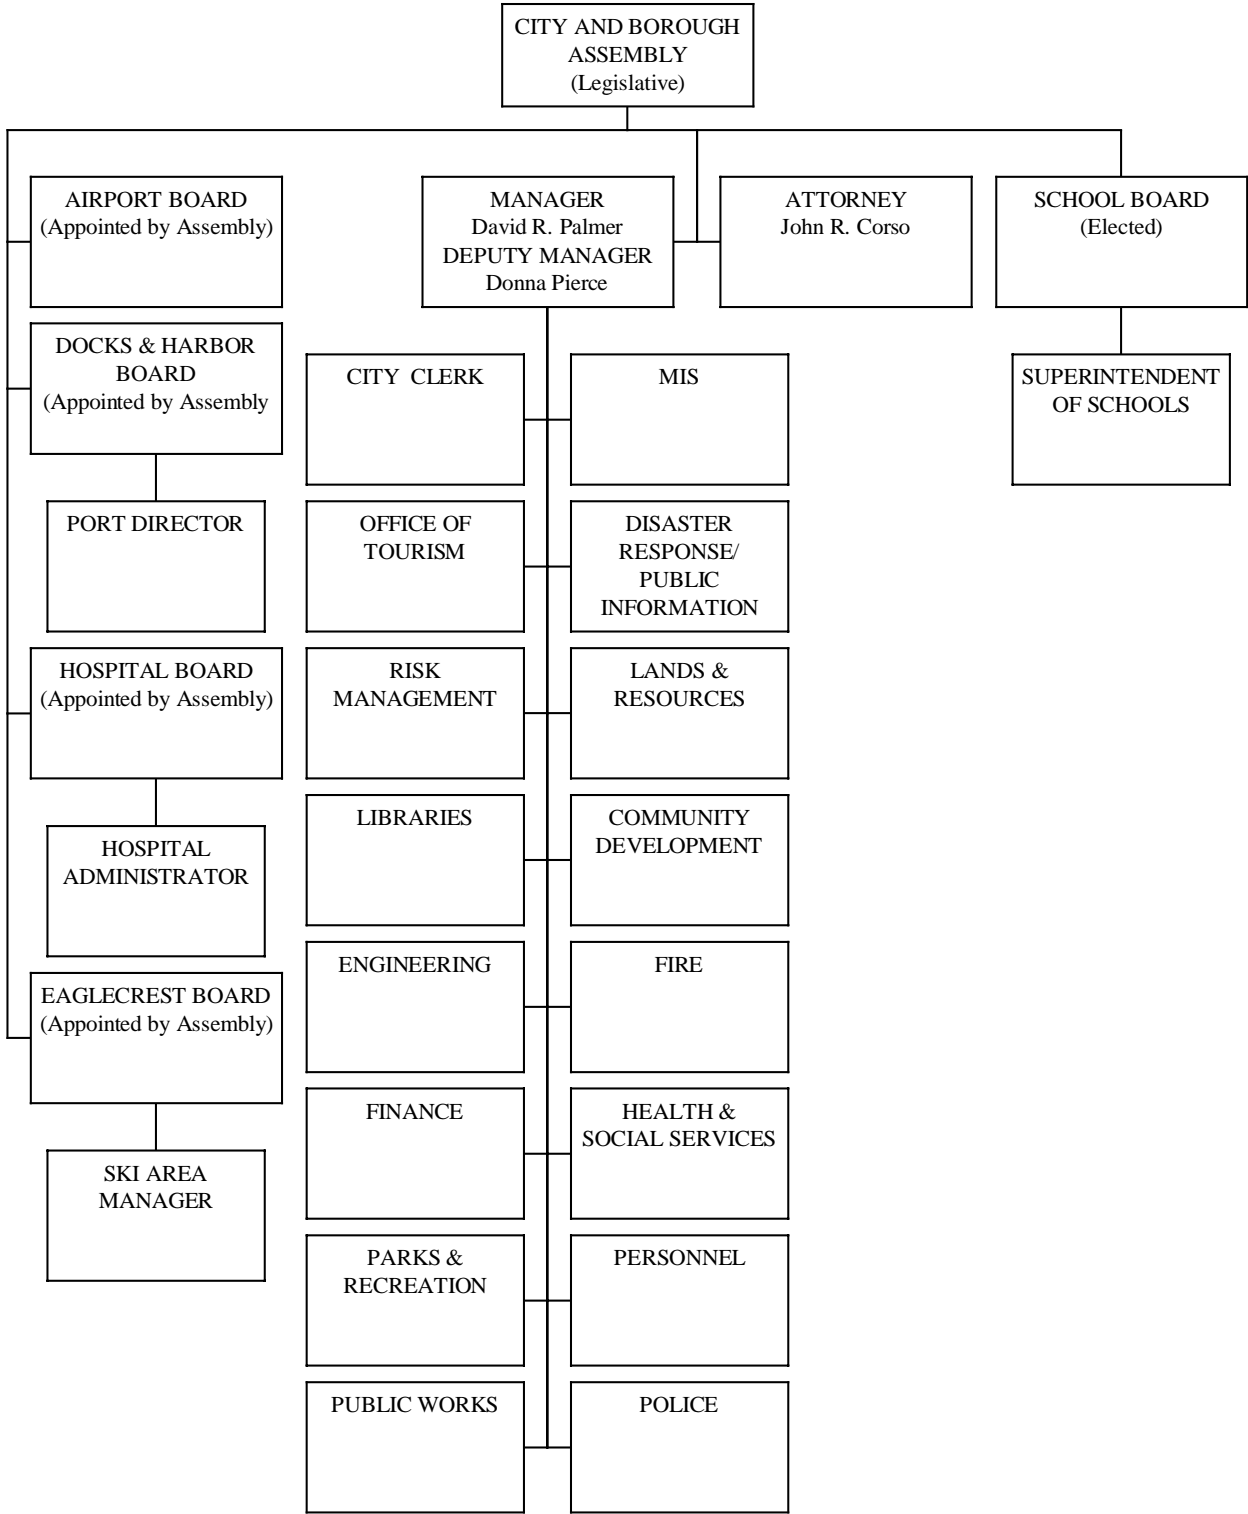 CITY AND BOROUGH
ASSEMBLY
(Legislative)
AIRPORT BOARD
(Appointed by Assembly)
MANAGER
David R. Palmer
DEPUTY MANAGER
Donna Pierce
ATTORNEY
John R. Corso
SCHOOL BOARD
(Elected)
DOCKS & HARBOR
BOARD
(Appointed by Assembly
CITY CLERK
MIS
SUPERINTENDENT
OF SCHOOLS
PORT DIRECTOR
OFFICE OF
TOURISM
DISASTER
RESPONSE/
PUBLIC
INFORMATION
HOSPITAL BOARD
(Appointed by Assembly)
RISK
MANAGEMENT
LANDS &
RESOURCES
HOSPITAL
ADMINISTRATOR
LIBRARIES
COMMUNITY
DEVELOPMENT
EAGLECREST BOARD
(Appointed by Assembly)
ENGINEERING
FIRE
SKI AREA
MANAGER
FINANCE
HEALTH &
SOCIAL SERVICES
PARKS &
RECREATION
PERSONNEL
PUBLIC WORKS
POLICE